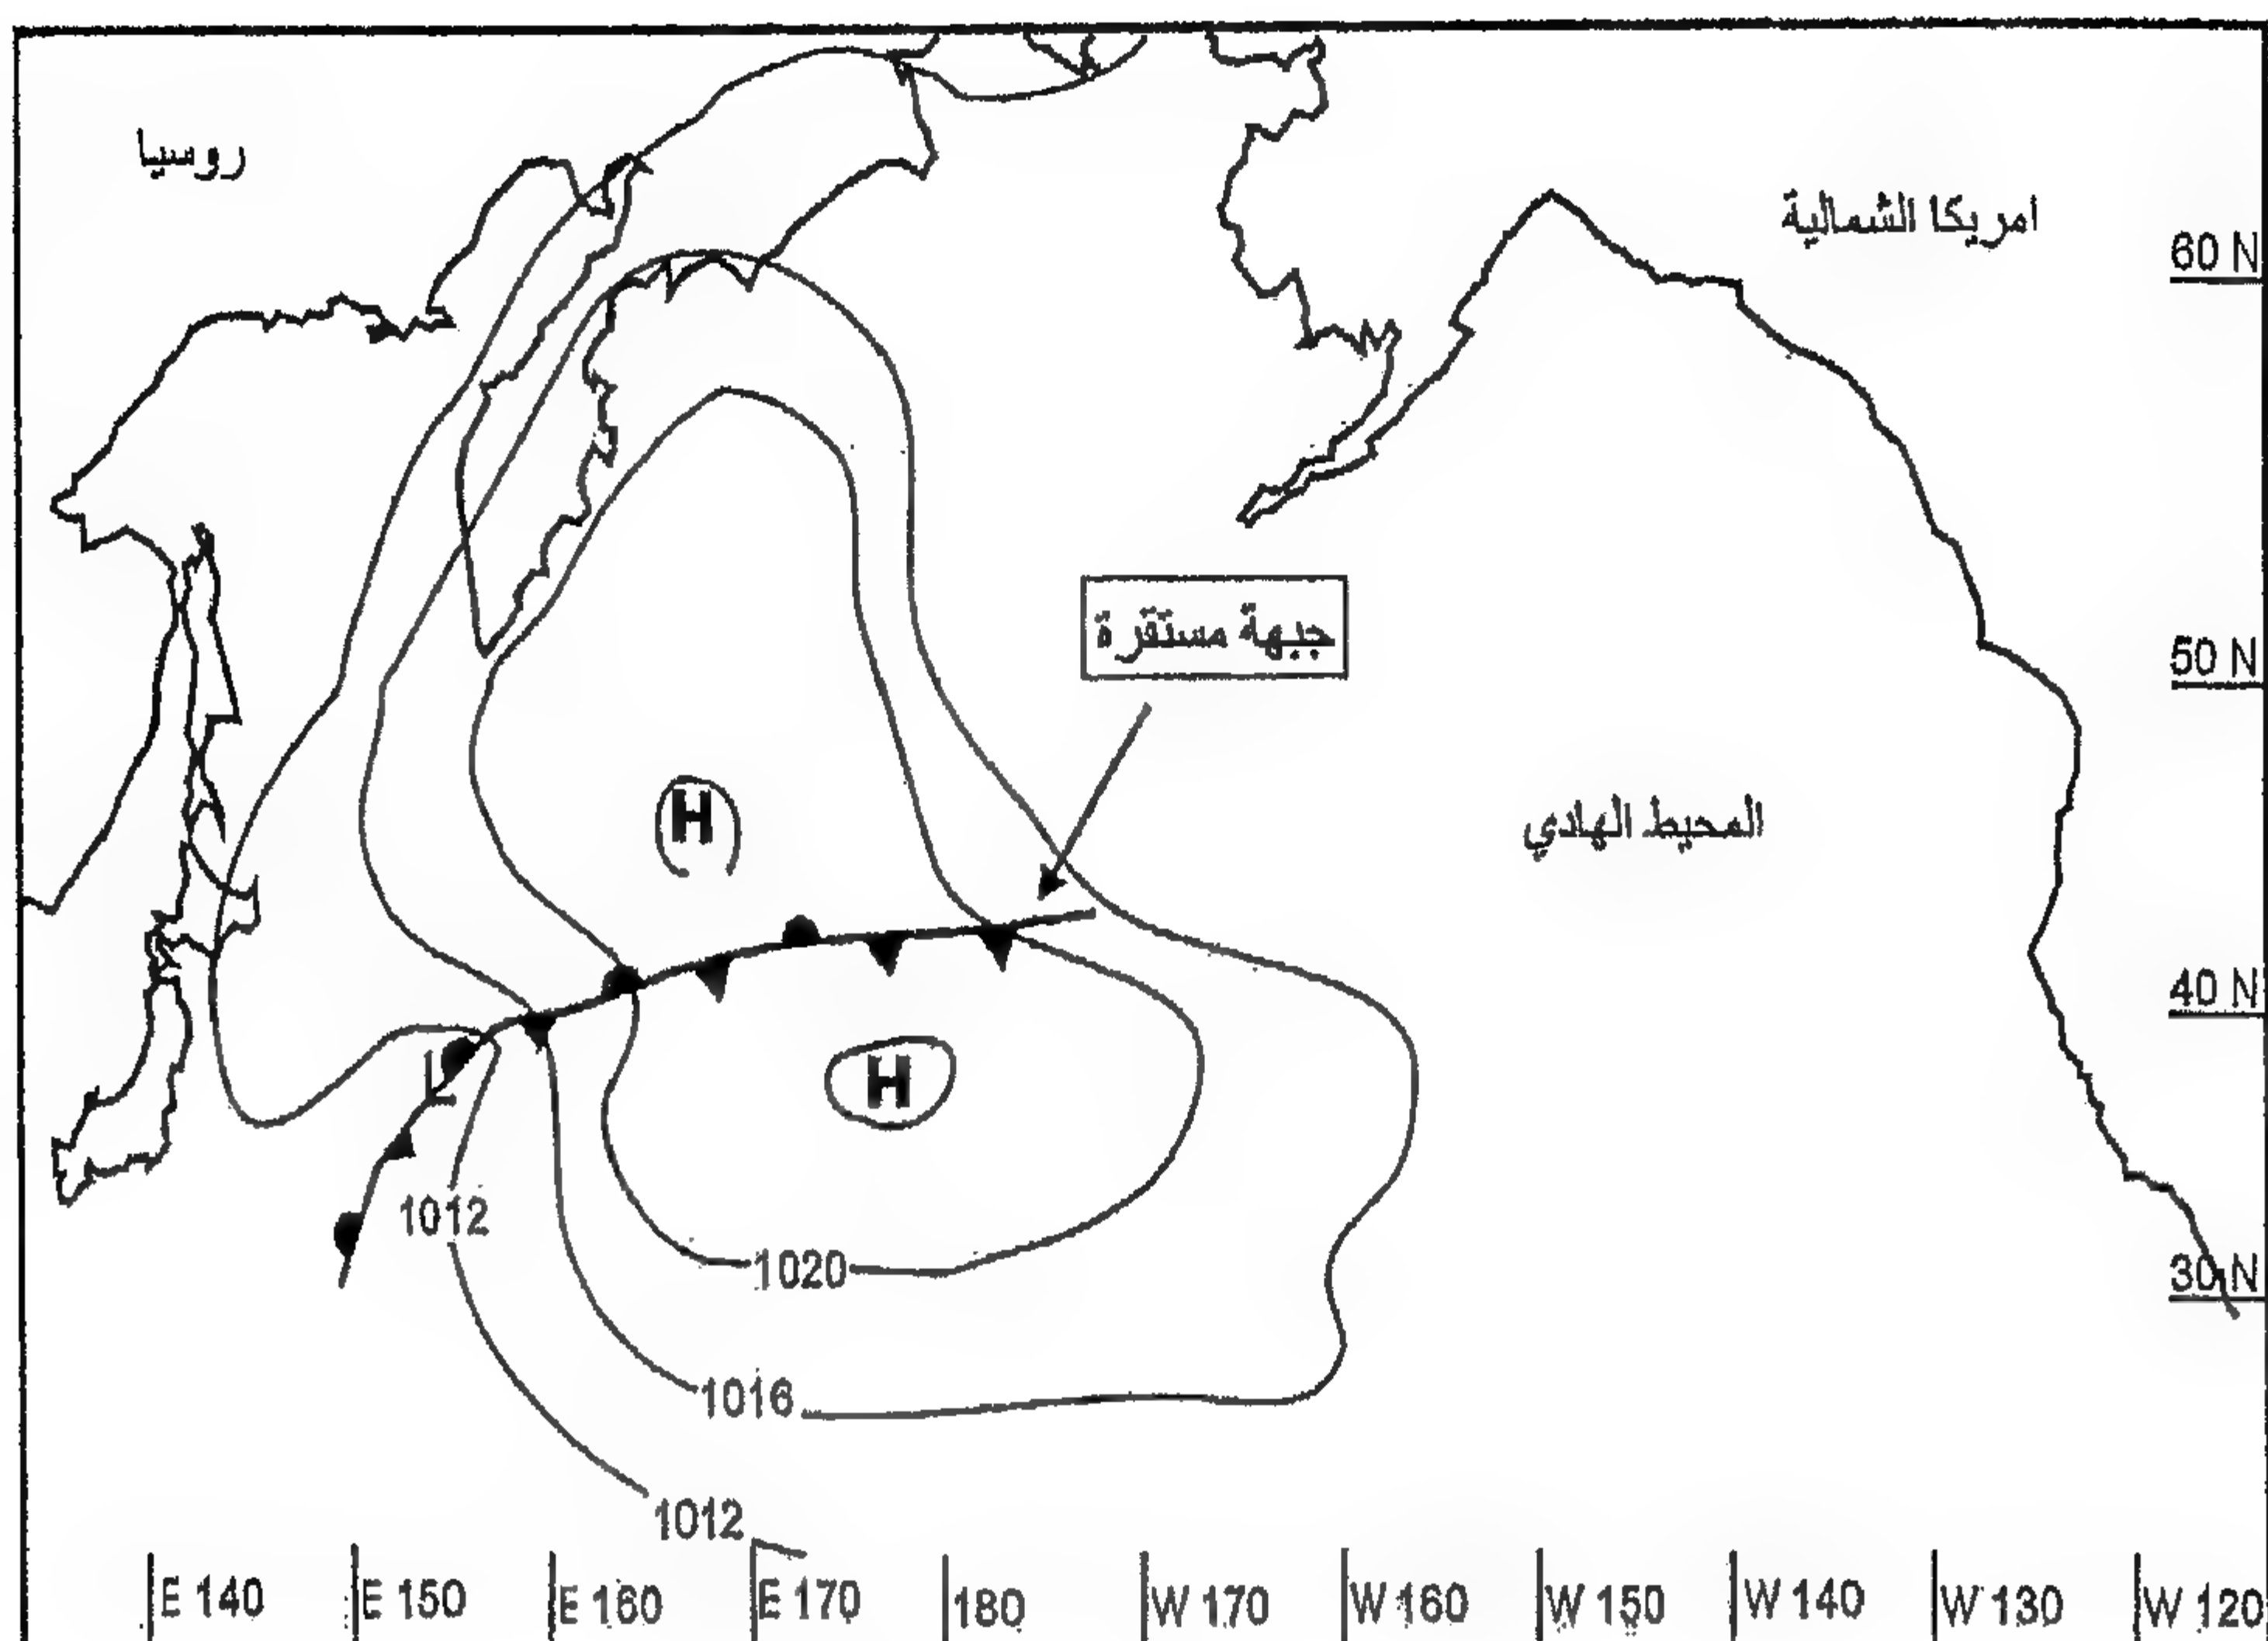 روسيا
امريكا الشمالية
60 N
جبهة مستقرة
50 N
المحيط الهادي
H
40 N
L
H
1012
1020
30 N
1016
1012
E 140
E 150
E 160
E 170
180
W 170
W 160
W 150
W 140
W 130
W 120